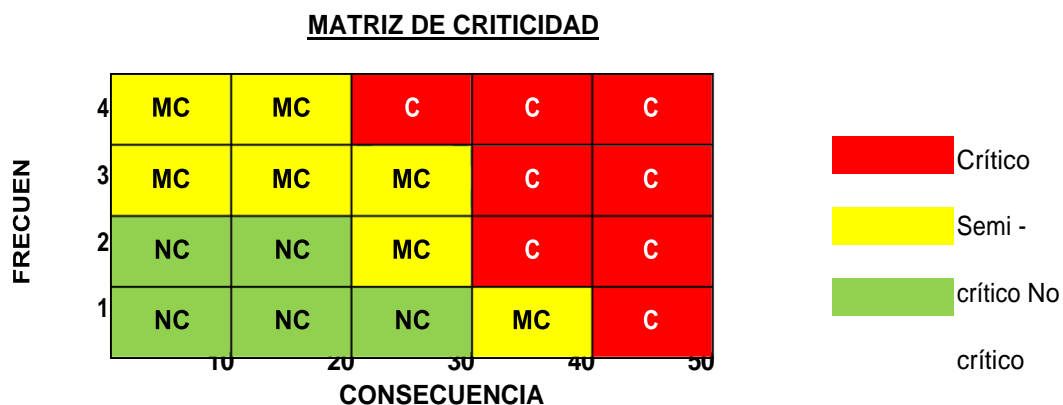 MATRIZ DE CRITICIDAD
4 MC MC C C C
3 MC MC MC C C
2 NC NC MC C C
1 NC NC NC MC C
10 20 30 40 50
FRECUEN
CONSECUENCIA
Crítico
Semi -
crítico No
crítico